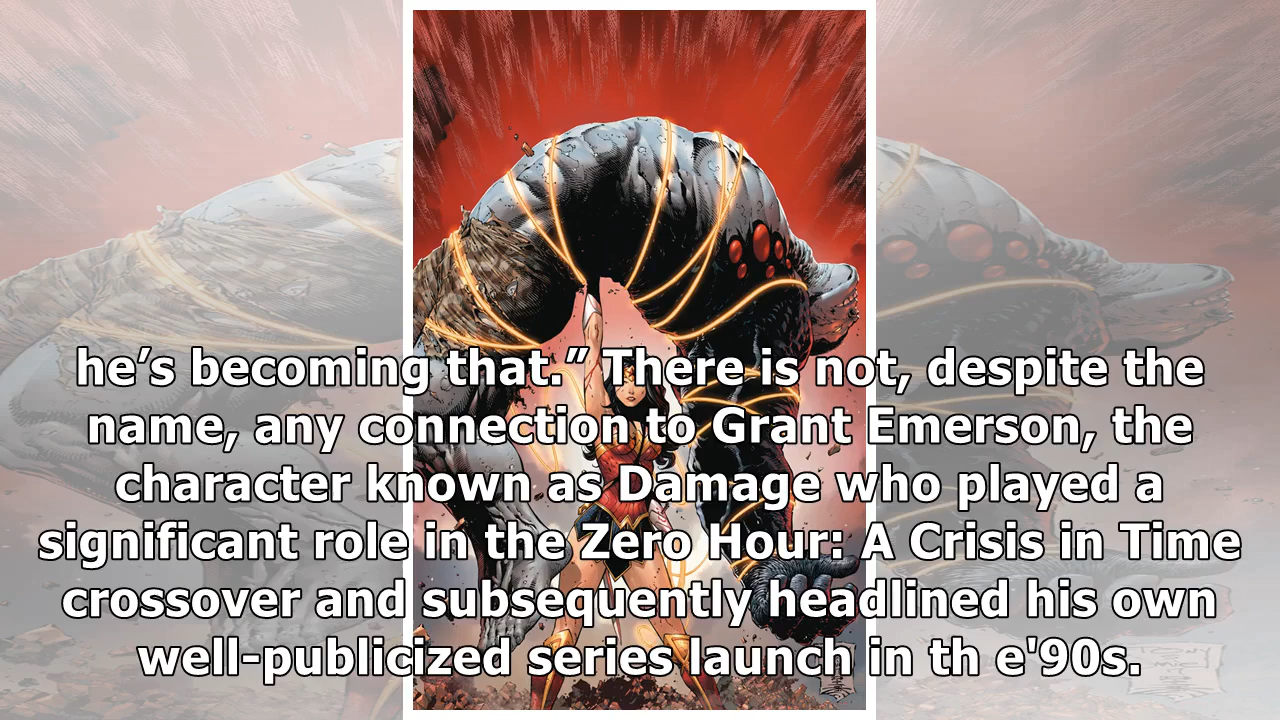 he’s becoming that.” There is not, despite the
name, any connection to Grant Emerson, the
character known as Damage who played a
significant role in the Zero Hour: A Crisis in Time
crossover and subsequently headlined his own
well-publicized series launch in th e'90s.